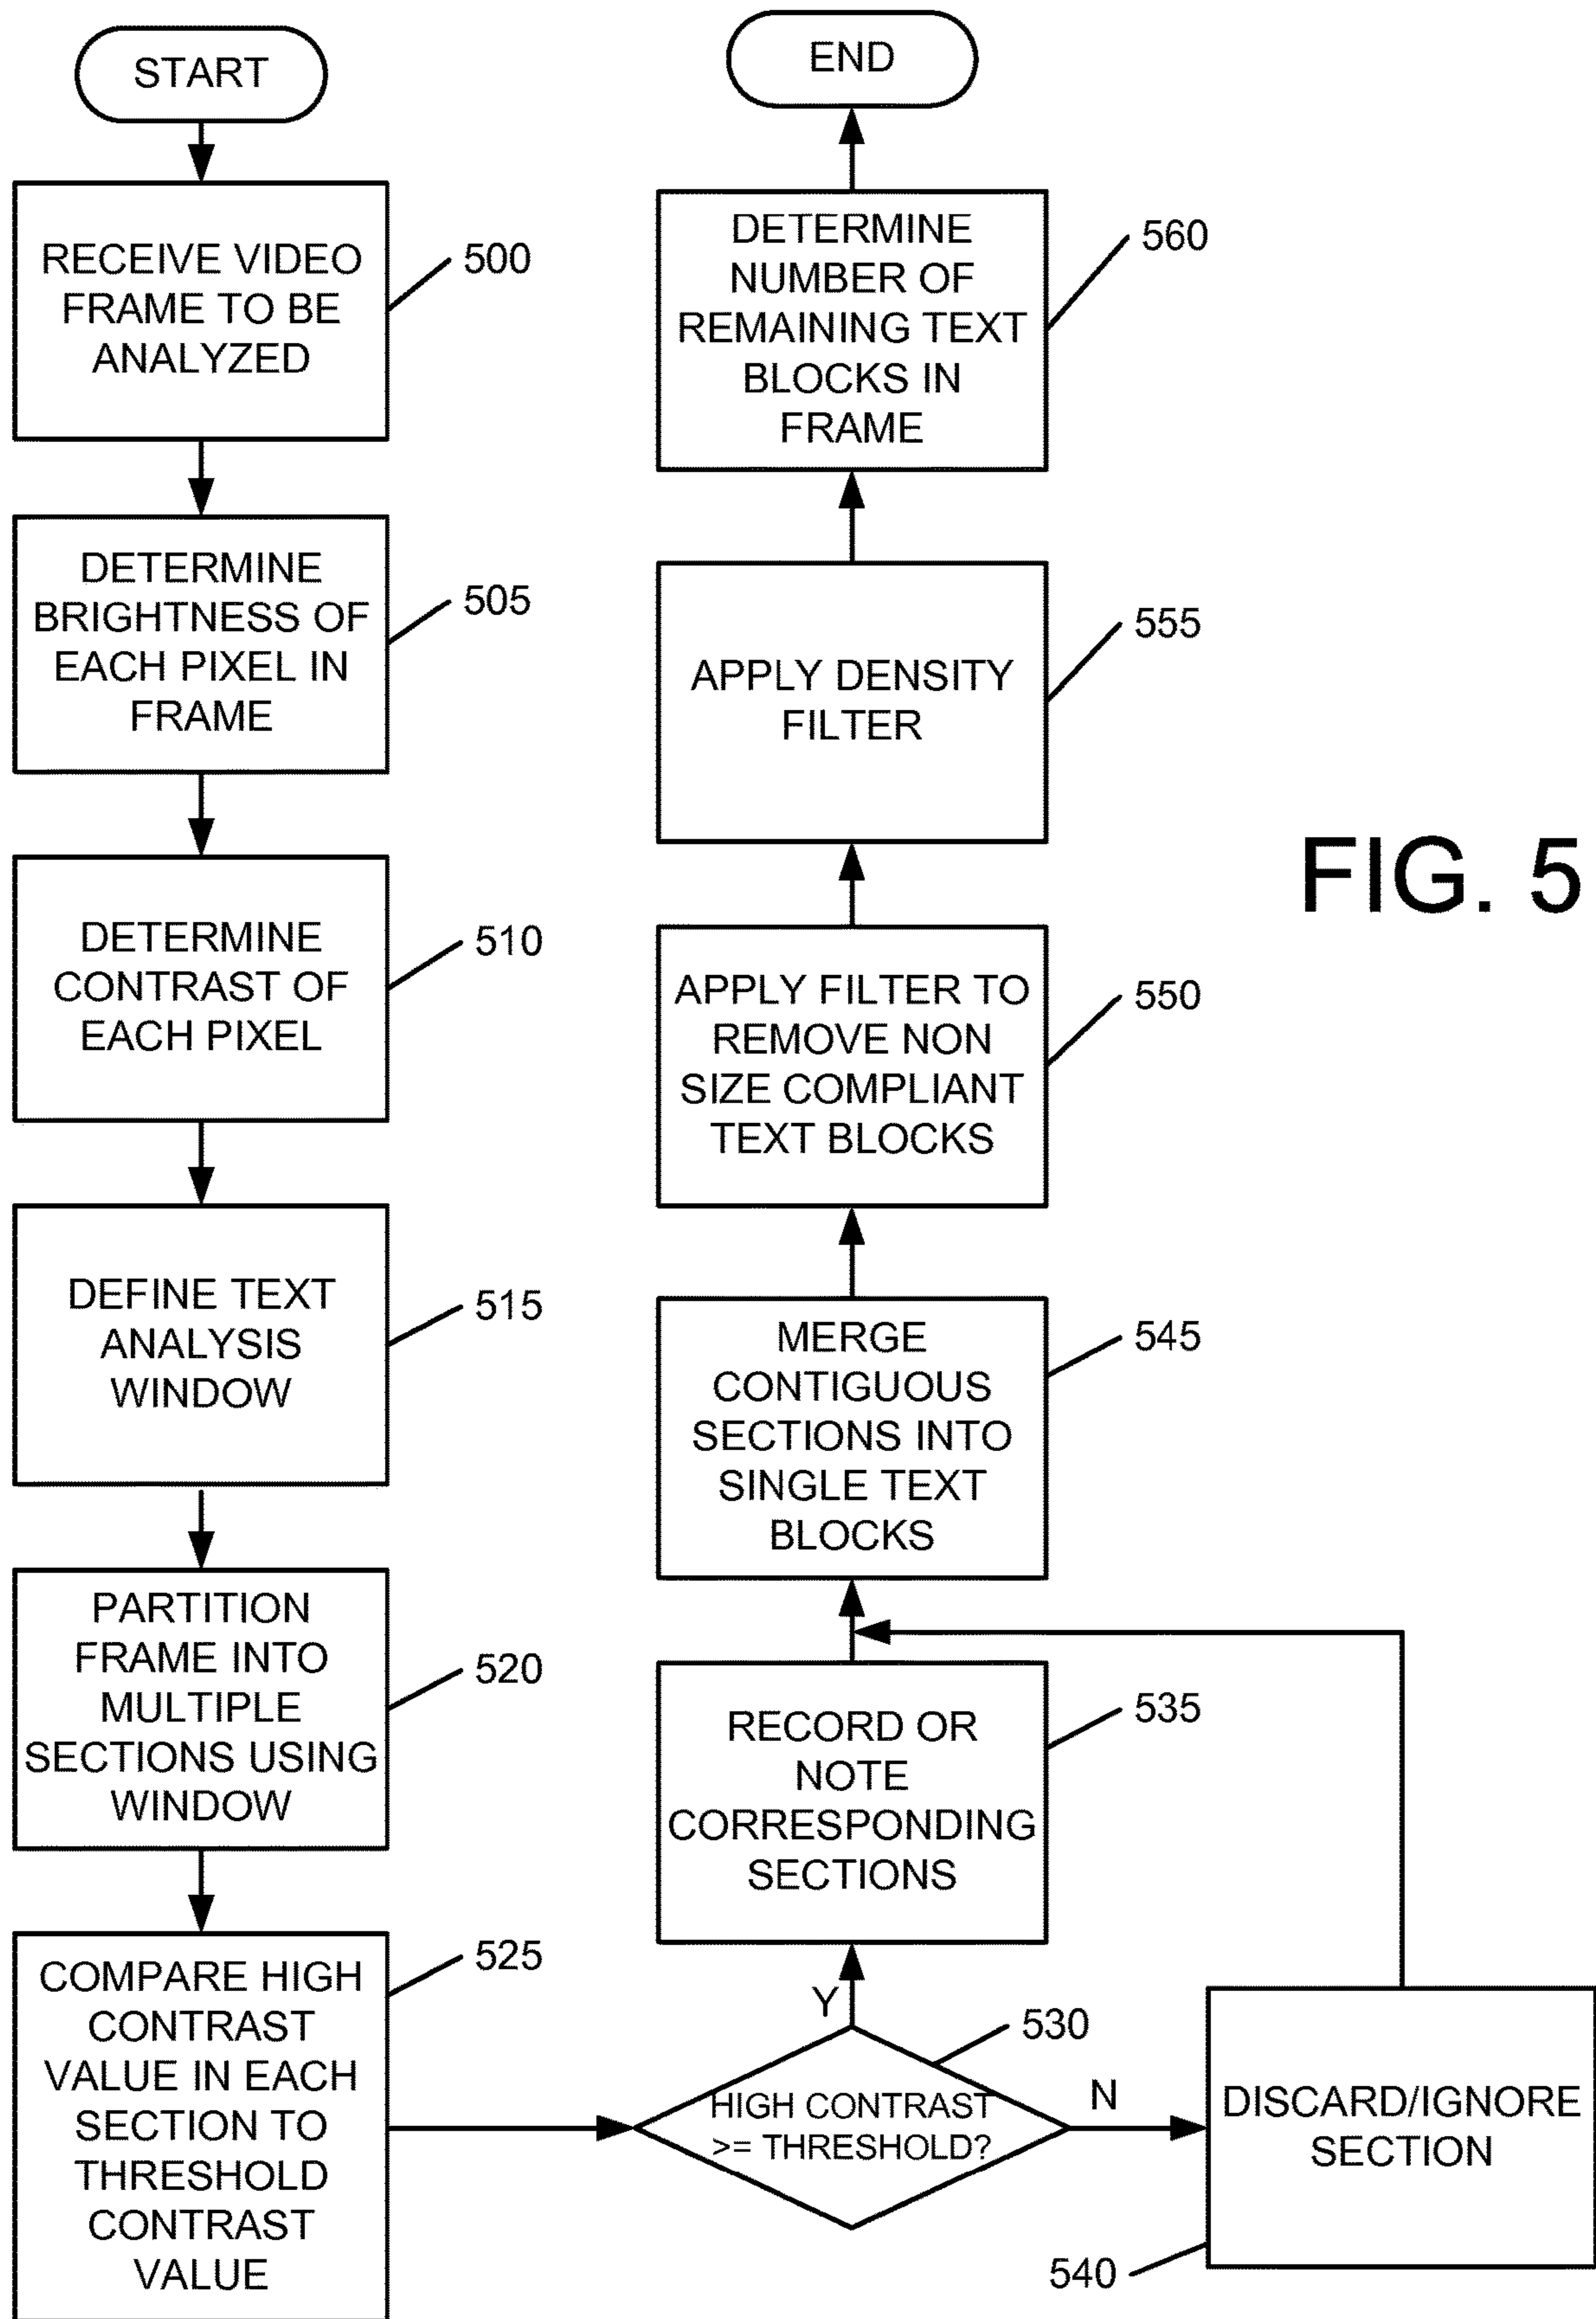 START
RECEIVE VIDEO
FRAME TO BE
ANALYZED
500
DETERMINE
BRIGHTNESS OF
EACH PIXEL IN
FRAME
505
DETERMINE
CONTRAST OF
EACH PIXEL
510
DEFINE TEXT
ANALYSIS
WINDOW
515
PARTITION
FRAME INTO
MULTIPLE
SECTIONS USING
WINDOW
520
COMPARE HIGH
CONTRAST
VALUE IN EACH
SECTION TO
THRESHOLD
CONTRAST
VALUE
525
HIGH CONTRAST
>= THRESHOLD?
530
Y
N
RECORD OR
NOTE
CORRESPONDING
SECTIONS
535
DISCARD/IGNORE
SECTION
540
MERGE
CONTIGUOUS
SECTIONS INTO
SINGLE TEXT
BLOCKS
545
APPLY FILTER TO
REMOVE NON
SIZE COMPLIANT
TEXT BLOCKS
550
APPLY DENSITY
FILTER
555
DETERMINE
NUMBER OF
REMAINING TEXT
BLOCKS IN
FRAME
560
END
FIG. 5